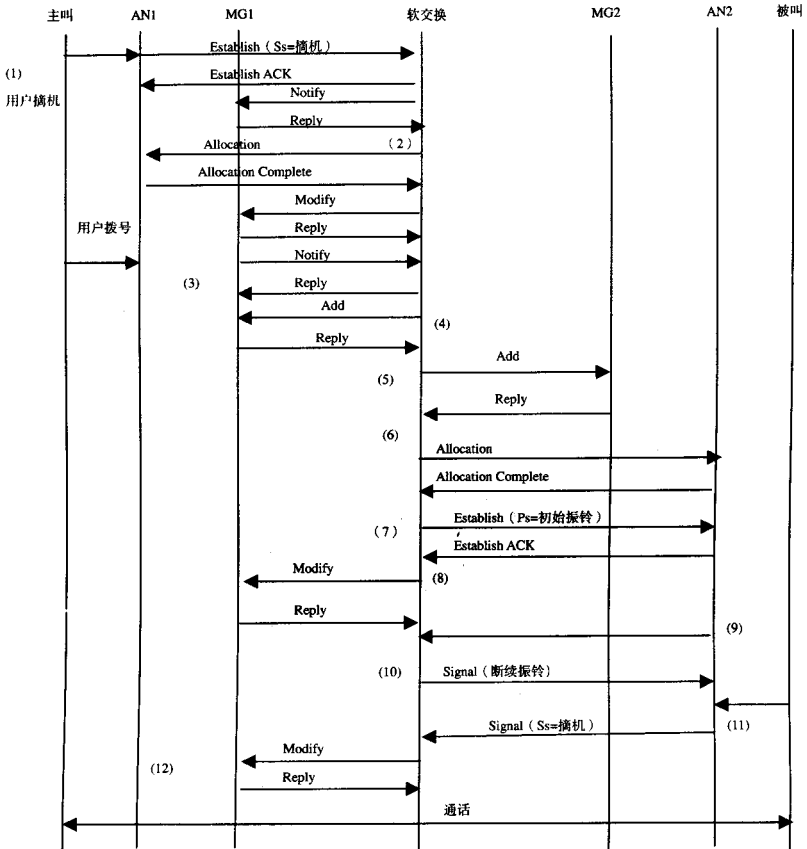 主叫 AN1 MG1 软交换 MG2 AN2 被叫
Establish（Ss=摘机）
(1)
Establish ACK
Notify
用户摘机
Reply
Allocation （2）
Allocation Complete
Modify
用户拨号
Reply
Notify
(3) Reply
Add
(4)
Reply
Add
(5)
Reply
(6)
Allocation
Allocation Complete
Establish（Ps=初始振铃）
（7）
Establish ACK
Modify
(8)
Reply
(9)
(10) Signal（断续振铃）
Signal（Ss=摘机） (11)
Modify
(12)
Reply
通话